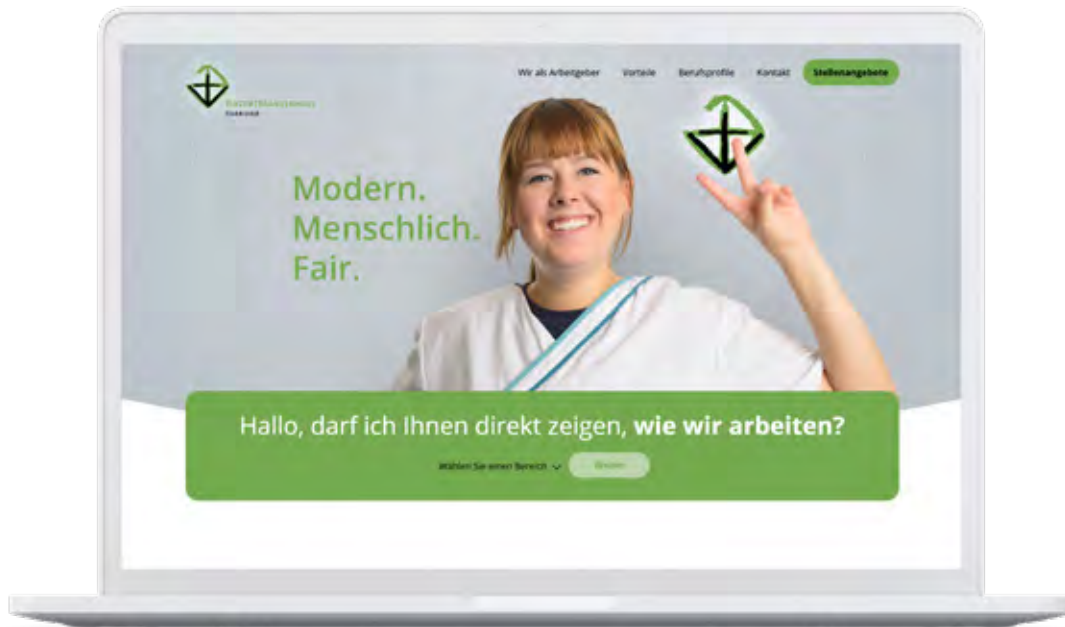 Wir als Arbeitgeber Vorteile Berufsprofile Kontakt Stellenangebote
Modern.
Menschlich.
Fair.
Hallo, darf ich Ihnen direkt zeigen, wie wir arbeiten?
Wählen Sie einen Bereich